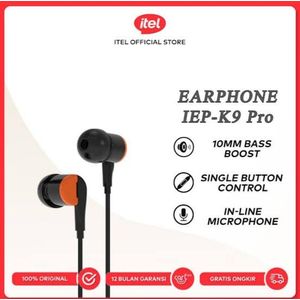 itel
ITEL OFFICIAL STORE
EARPHONE
IEP-K9 Pro
10MM BASS
BOOST
SINGLE BUTTON
CONTROL
IN-LINE
MICROPHONE
100% ORIGINAL
12 BULAN GARANSI
GRATIS ONGKIR